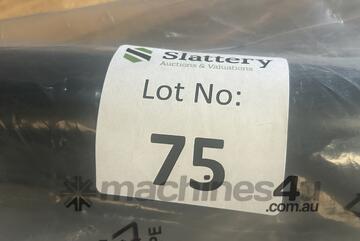 Slattery
Auctions & Valuations
Lot No:
75
machines4u
.com.au